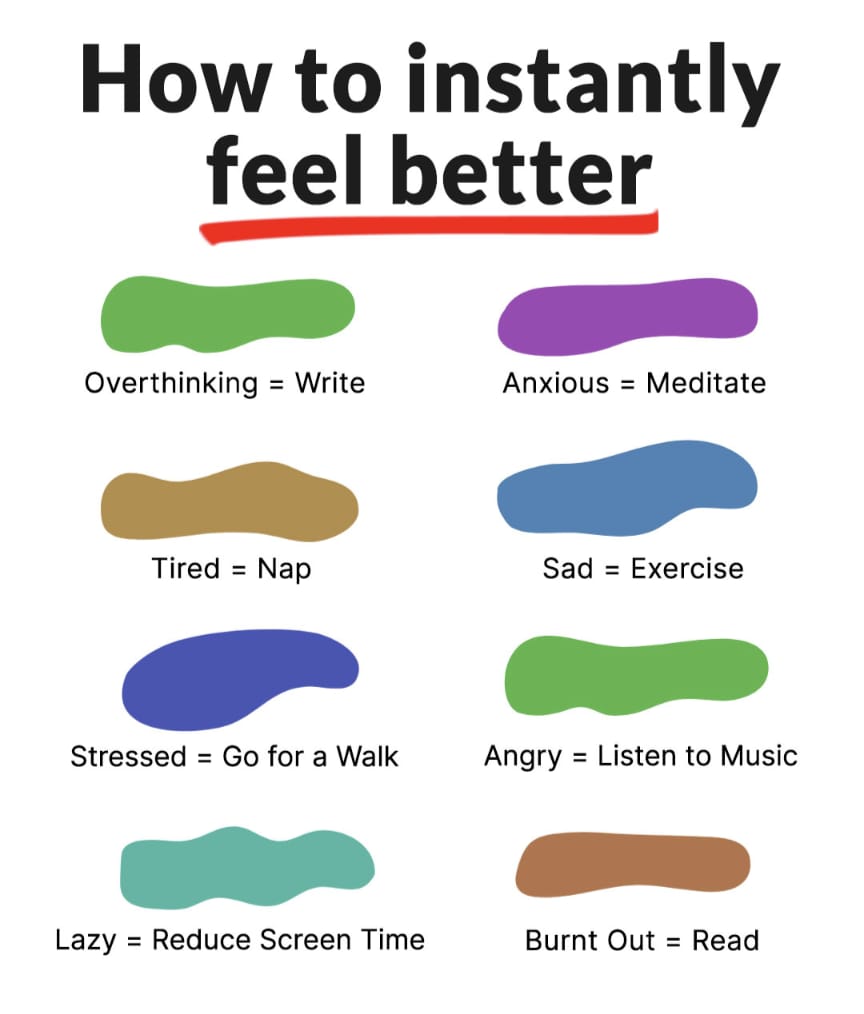 How to instantly
feel better
Overthinking = Write
Anxious = Meditate
Tired = Nap
Sad = Exercise
Stressed = Go for a Walk
Angry = Listen to Music
Lazy = Reduce Screen Time
Burnt Out = Read